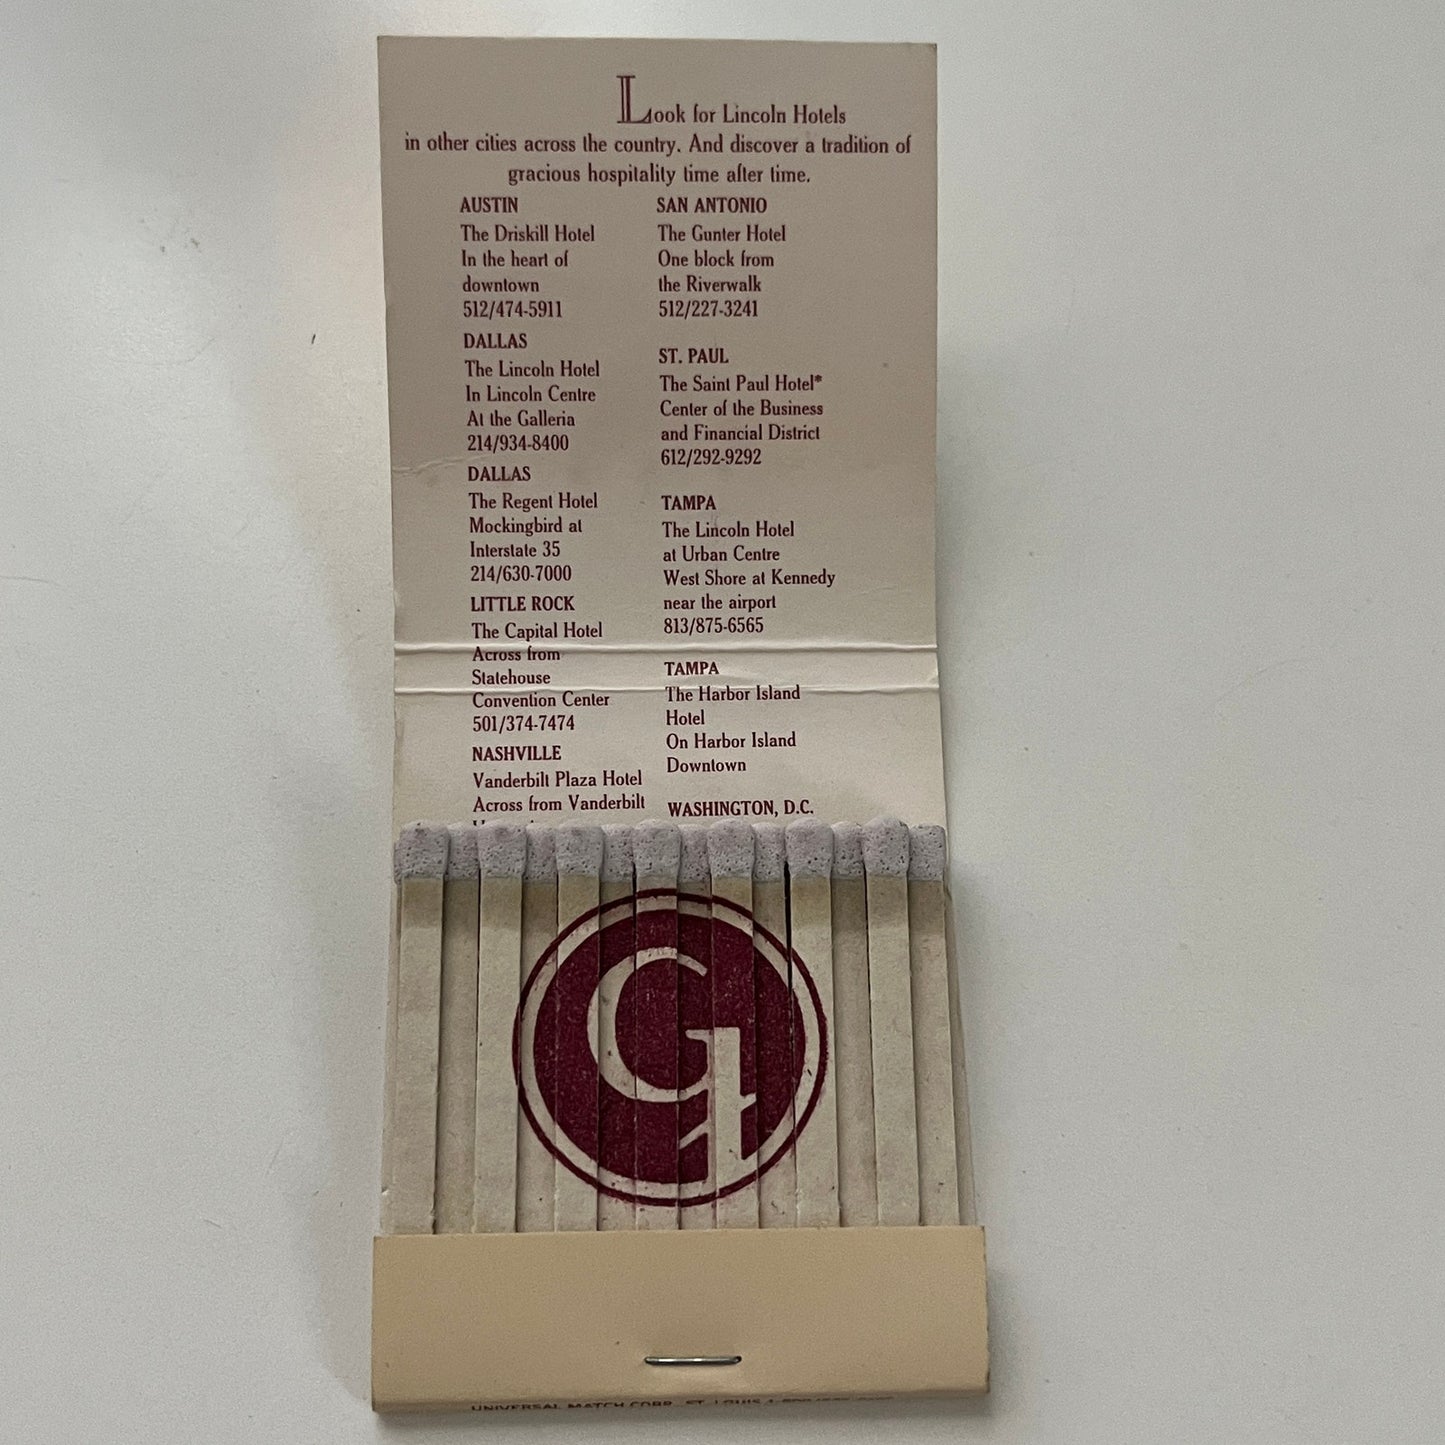 Look for Lincoln Hotels
in other cities across the country. And discover a tradition of
gracious hospitality time after time.
AUSTIN
The Driskill Hotel
In the heart of
downtown
512/474-5911
DALLAS
The Lincoln Hotel
In Lincoln Centre
At the Galleria
214/934-8400
DALLAS
The Regent Hotel
Mockingbird at
Interstate 35
214/630-7000
LITTLE ROCK
The Capital Hotel
Across from
Statehouse
Convention Center
501/374-7474
NASHVILLE
Vanderbilt Plaza Hotel
Across from Vanderbilt
SAN ANTONIO
The Gunter Hotel
One block from
the Riverwalk
512/227-3241
ST. PAUL
The Saint Paul Hotel*
Center of the Business
and Financial District
612/292-9292
TAMPA
The Lincoln Hotel
at Urban Centre
West Shore at Kennedy
near the airport
813/875-6565
TAMPA
The Harbor Island
Hotel
On Harbor Island
Downtown
WASHINGTON, D.C.
G
UNIVERSAL MATCH CORP., ST. LOUIS